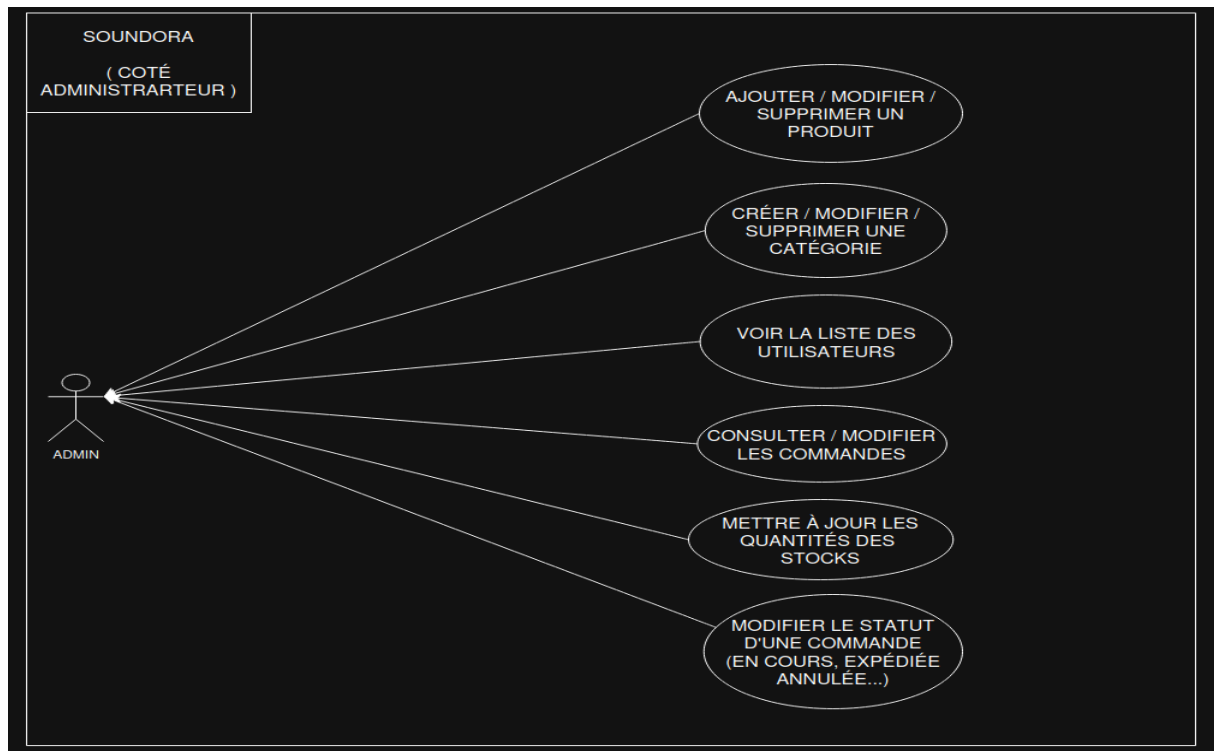 SOUNDORA
( COTÉ
ADMINISTRARTEUR )
AJOUTER / MODIFIER /
SUPPRIMER UN
PRODUIT
CRÉER / MODIFIER /
SUPPRIMER UNE
CATÉGORIE
VOIR LA LISTE DES
UTILISATEURS
CONSULTER / MODIFIER
LES COMMANDES
METTRE À JOUR LES
QUANTITÉS DES
STOCKS
MODIFIER LE STATUT
D'UNE COMMANDE
(EN COURS, EXPÉDIÉE
ANNULÉE...)
ADMIN